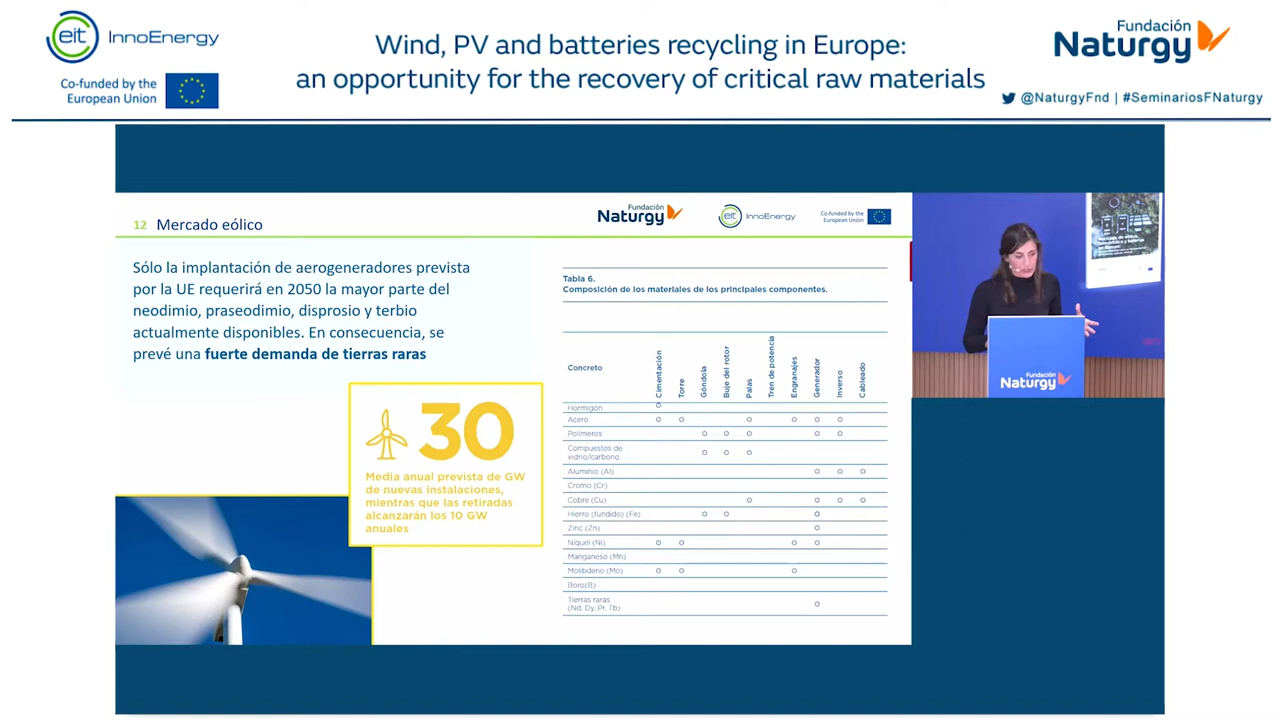 eit InnoEnergy
Co-funded by the
European Union
Wind, PV and batteries recycling in Europe:
an opportunity for the recovery of critical raw materials
Fundación
Naturgy
@NaturgyFnd | #SeminariosFNaturgy
12 Mercado eólico
Fundación
Naturgy
eit InnoEnergy
Co-funded by the
European Union
Sólo la implantación de aerogeneradores prevista
por la UE requerirá en 2050 la mayor parte del
neodimio, praseodimio, disprosio y terbio
actualmente disponibles. En consecuencia, se
prevé una fuerte demanda de tierras raras
30
Media anual prevista de GW
de nuevas instalaciones,
mientras que las retiradas
alcanzarán los 10 GW
anuales
Tabla 6.
Composición de los materiales de los principales componentes.
Concreto
Cimentación
Torre
Góndola
Buje del rotor
Palas
Tren de potencia
Engranajes
Generador
Inverso
Cableado
Hormigón
Acero
Polímeros
Compuestos de
vidrio/carbono
Aluminio (Al)
Cromo (Cr)
Cobre (Cu)
Hierro (fundido) (Fe)
Zinc (Zn)
Níquel (Ni)
Manganeso (Mn)
Molibdeno (Mo)
Boro(B)
Tierras raras
(Nd, Dy, Pr, Tb)
Fundación
Naturgy